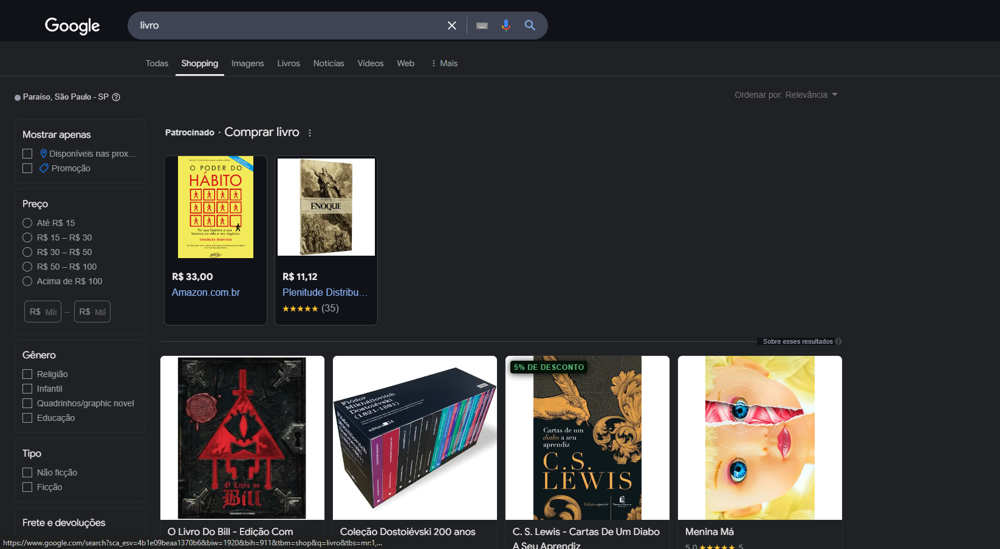 Google
livro
Todas
Shopping
Imagens
Livros
Notícias
Vídeos
Web
Mais
Paraíso, São Paulo - SP
Ordenar por: Relevância
Mostrar apenas
Disponíveis nas prox...
Promoção
Preço
Até R$ 15
R$ 15 – R$ 30
R$ 30 – R$ 50
R$ 50 – R$ 100
Acima de R$ 100
R$ Mín – R$ Má
Gênero
Religião
Infantil
Quadrinhos/graphic novel
Educação
Tipo
Não ficção
Ficção
Frete e devoluções
Patrocinado · Comprar livro
O PODER DO
HÁBITO
Por que fazemos o que
fazemos na vida e nos negócios
CHARLES DUHIGG
R$ 33,00
Amazon.com.br
ENOQUE
R$ 11,12
Plenitude Distribu...
(35)
Sobre esses resultados
O Livro do
Bill
UNIVERSO DOS LIVROS
O Livro Do Bill - Edição Com
Fiódor
Mikháilovitch
Dostoiévski
(1821-1881)
editora 34
Coleção Dostoiévski 200 anos
5% DE DESCONTO
Cartas de um
diabo a seu
aprendiz
C.S.
LEWIS
Edição especial
C. S. Lewis - Cartas De Um Diabo
A Seu Aprendiz
Menina Má
5,0 ★★★★★ 5
https://www.google.com/search?sca_esv=4b1e09beaa1370b6&biw=1920&bih=911&tbm=shop&q=livro&tbs=mr:1,...